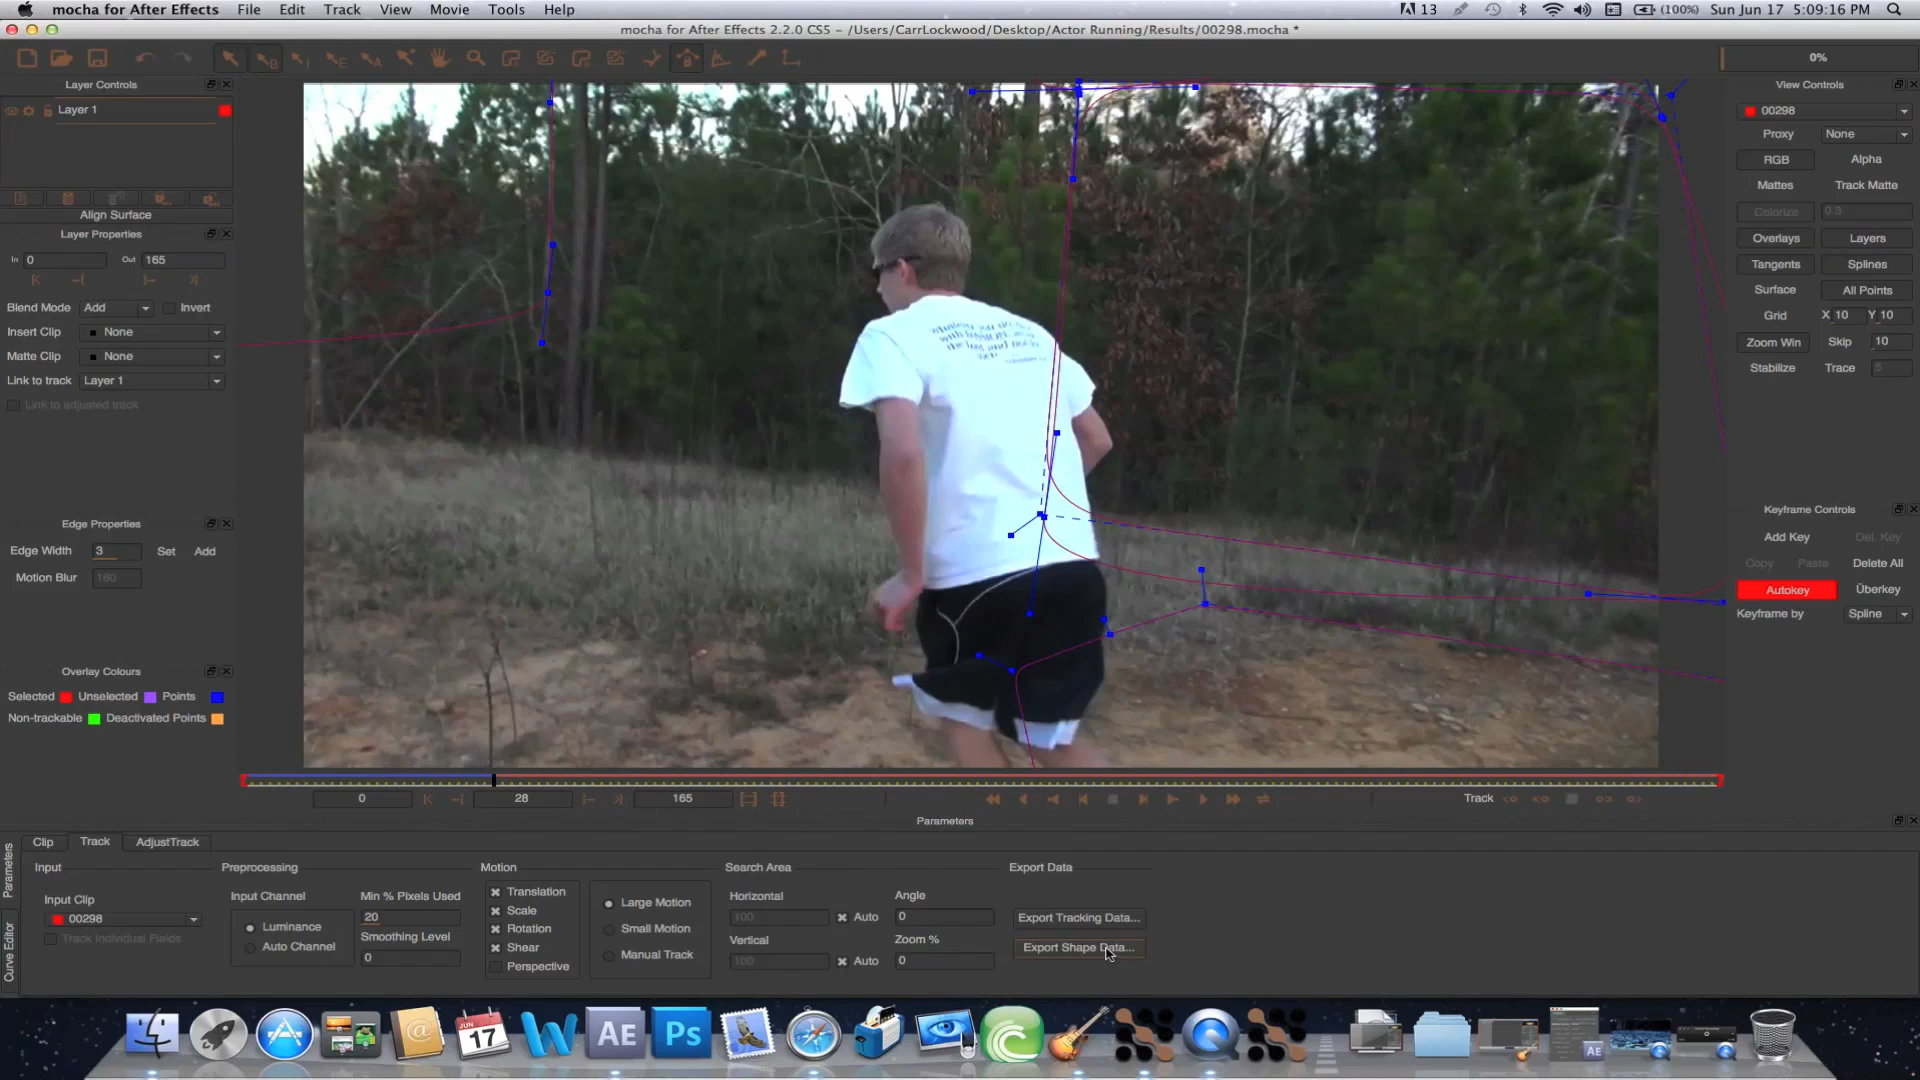 mocha for After Effects File Edit Track View Movie Tools Help
13 (100%) Sun Jun 17 5:09:16 PM
mocha for After Effects 2.2.0 CS5 - /Users/CarrLockwood/Desktop/Actor Running/Results/00298.mocha *
0%
Layer Controls
Layer 1
Align Surface
Layer Properties
In 0 Out 165
Blend Mode Add Invert
Insert Clip None
Matte Clip None
Link to track Layer 1
Link to adjusted track
Edge Properties
Edge Width 3 Set Add
Motion Blur 180
Overlay Colours
Selected Unselected Points
Non-trackable Deactivated Points
View Controls
00298
Proxy None
RGB Alpha
Mattes Track Matte
Colorize 0.3
Overlays Layers
Tangents Splines
Surface All Points
Grid X 10 Y 10
Zoom Win Skip 10
Stabilize Trace 5
Keyframe Controls
Add Key Del. Key
Copy Paste Delete All
Autokey Überkey
Keyframe by Spline
0 28 165 Track
Parameters
Parameters
Curve Editor
Clip Track AdjustTrack
Input
Input Clip
00298
Track Individual Fields
Preprocessing
Input Channel
Luminance
Auto Channel
Min % Pixels Used
20
Smoothing Level
0
Motion
Translation
Scale
Rotation
Shear
Perspective
Large Motion
Small Motion
Manual Track
Search Area
Horizontal
100 Auto
Vertical
100 Auto
Angle
0
Zoom %
0
Export Data
Export Tracking Data...
Export Shape Data...
JUN
17
W
AE
Ps
AE